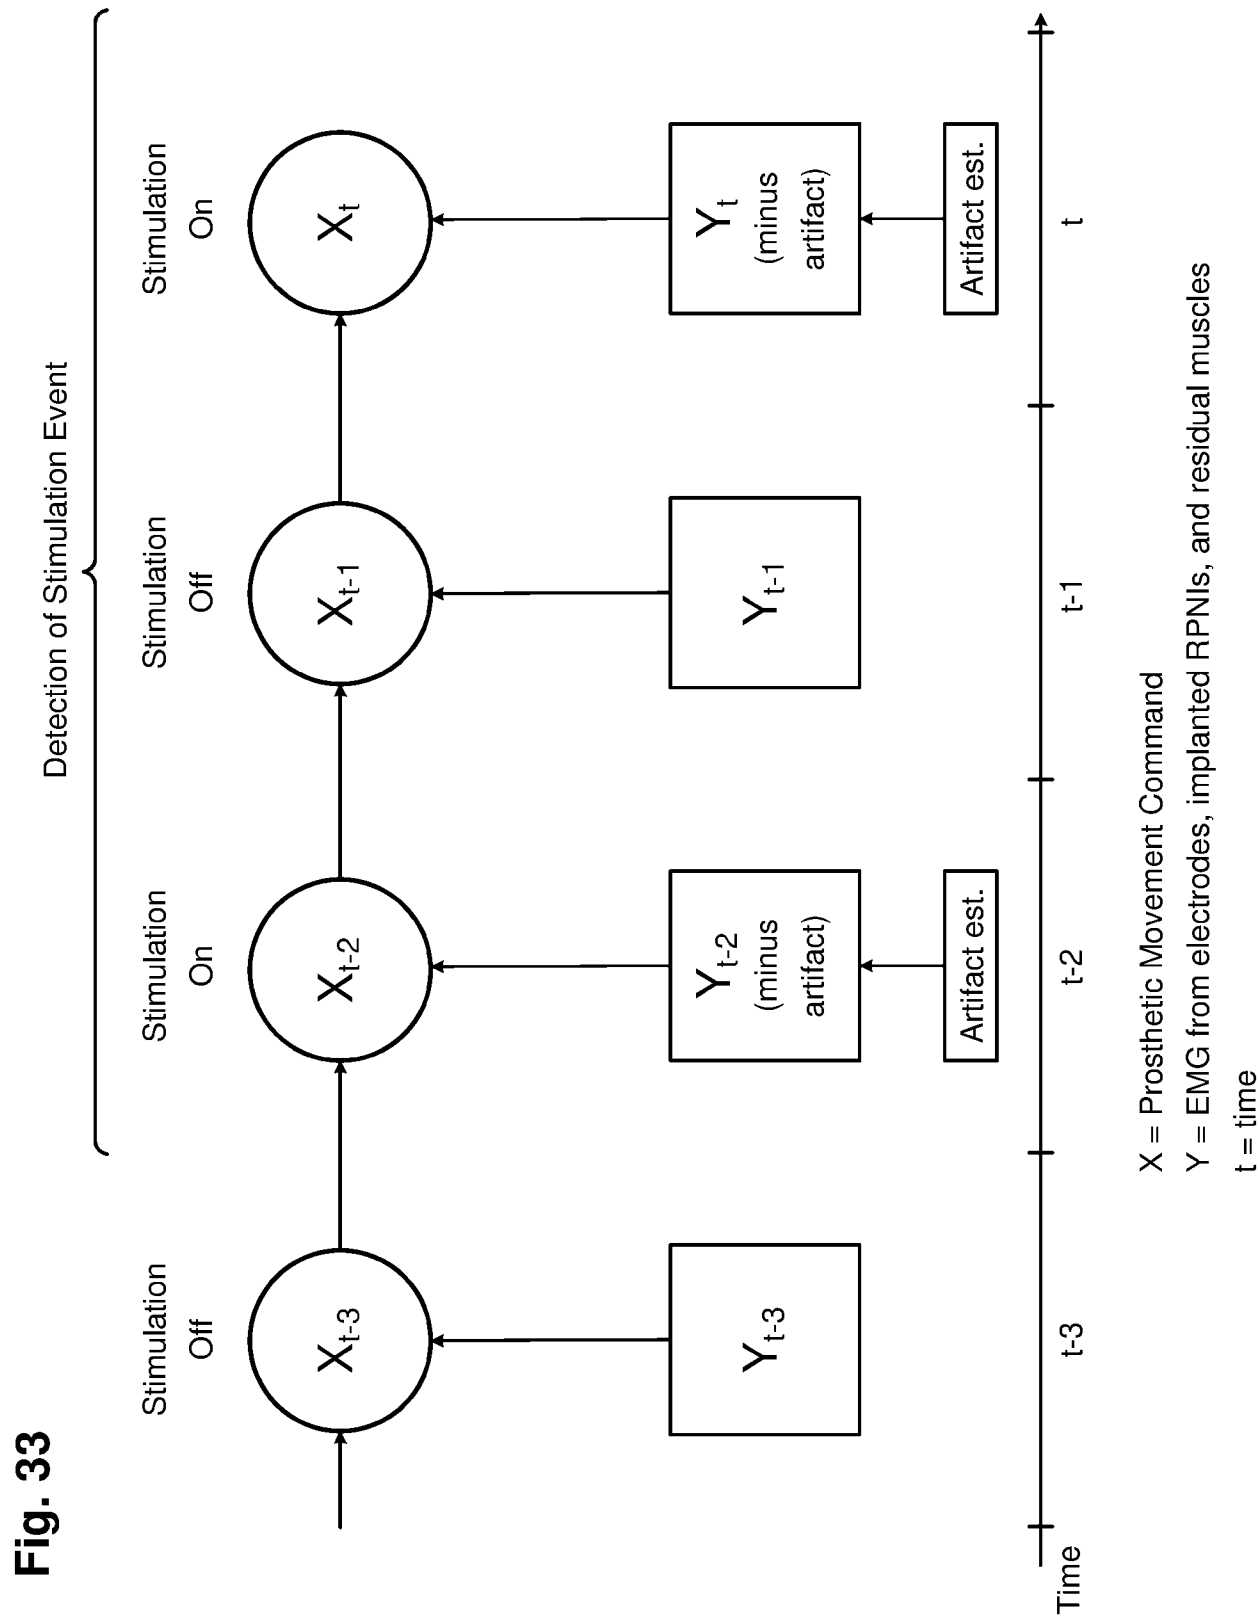 Fig. 33
Detection of Stimulation Event
Stimulation
Off
Stimulation
On
Stimulation
Off
Stimulation
On
Xt-3
Xt-2
Xt-1
Xt
Yt-3
Yt-2
(minus
artifact)
Yt-1
Yt
(minus
artifact)
Artifact est.
Artifact est.
Time
t-3
t-2
t-1
t
X = Prosthetic Movement Command
Y = EMG from electrodes, implanted RPNIs, and residual muscles
t = time